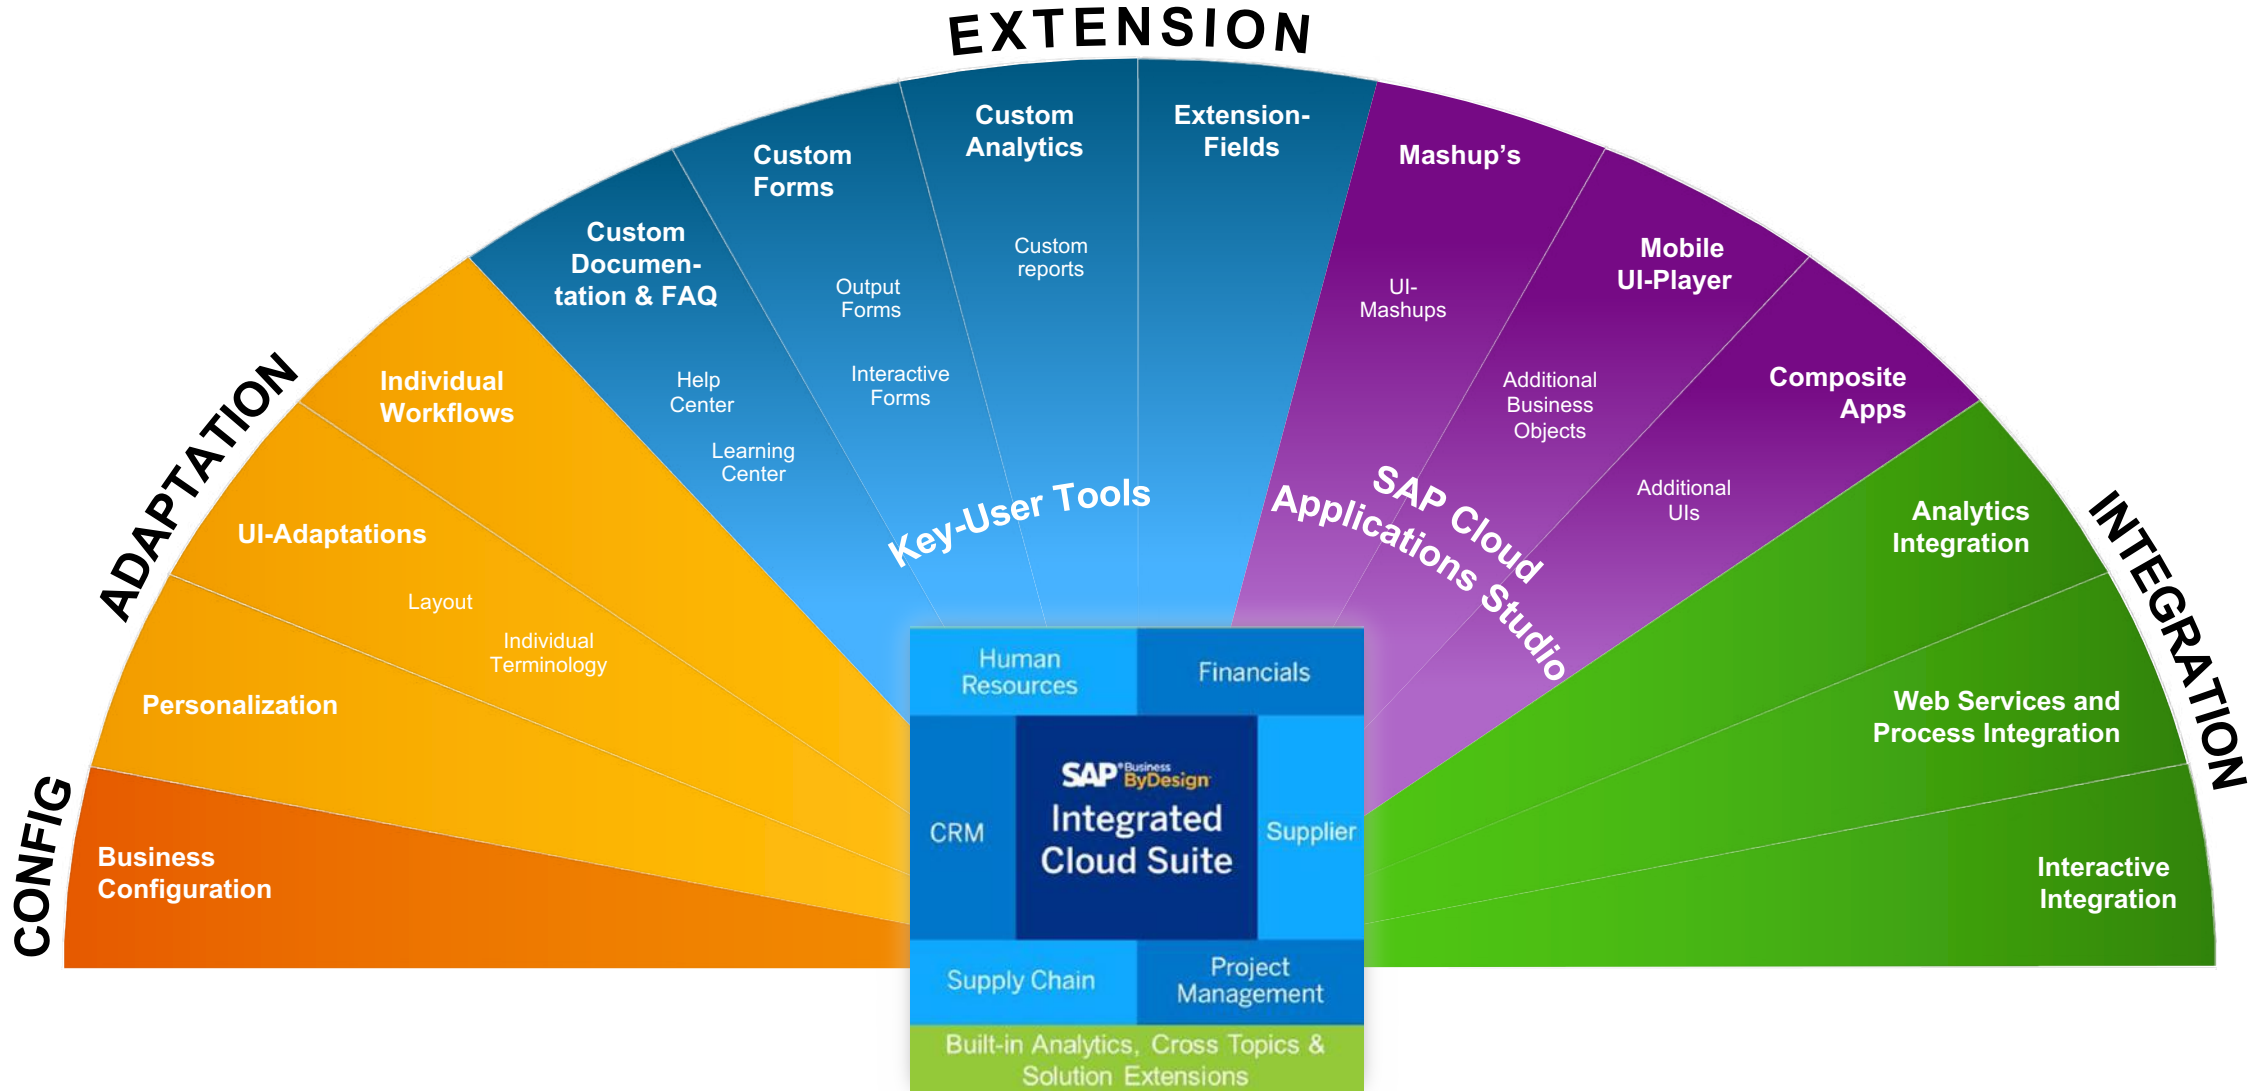 EXTENSION
ADAPTATION
CONFIG
INTEGRATION
Business
Configuration
Personalization
UI-Adaptations
Layout
Individual
Terminology
Individual
Workflows
Custom
Documen-
tation & FAQ
Help
Center
Learning
Center
Custom
Forms
Output
Forms
Interactive
Forms
Custom
Analytics
Custom
reports
Extension-
Fields
Key-User Tools
Mashup’s
UI-
Mashups
Mobile
UI-Player
Additional
Business
Objects
Composite
Apps
Additional
UIs
SAP Cloud
Applications Studio
Analytics
Integration
Web Services and
Process Integration
Interactive
Integration
Human
Resources
Financials
CRM
SAP® Business
ByDesign
Integrated
Cloud Suite
Supplier
Supply Chain
Project
Management
Built-in Analytics, Cross Topics &
Solution Extensions